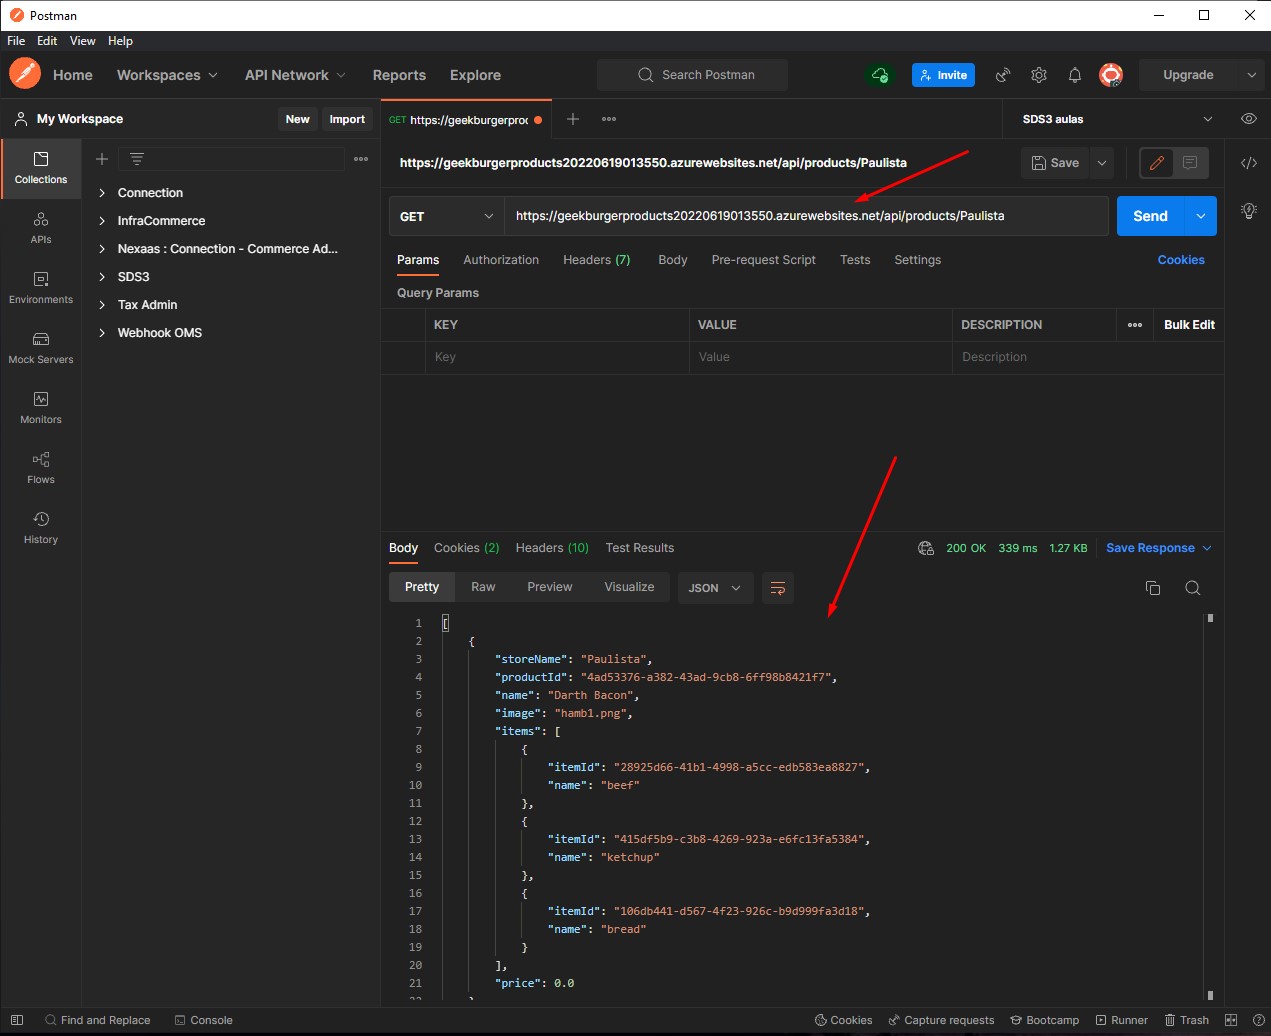 Postman
File Edit View Help
Home Workspaces API Network Reports Explore Search Postman Invite Upgrade
My Workspace New Import GET https://geekburgerproc SDS3 aulas
Collections
APIs
Environments
Mock Servers
Monitors
Flows
History
Connection
InfraCommerce
Nexaas : Connection - Commerce Ad...
SDS3
Tax Admin
Webhook OMS
https://geekburgerproducts20220619013550.azurewebsites.net/api/products/Paulista Save
GET https://geekburgerproducts20220619013550.azurewebsites.net/api/products/Paulista Send
Params Authorization Headers (7) Body Pre-request Script Tests Settings Cookies
Query Params
KEY VALUE DESCRIPTION Bulk Edit
Key Value Description
Body Cookies (2) Headers (10) Test Results 200 OK 339 ms 1.27 KB Save Response
Pretty Raw Preview Visualize JSON
1 [
2 {
3 "storeName": "Paulista",
4 "productId": "4ad53376-a382-43ad-9cb8-6ff98b8421f7",
5 "name": "Darth Bacon",
6 "image": "hamb1.png",
7 "items": [
8 {
9 "itemId": "28925d66-41b1-4998-a5cc-edb583ea8827",
10 "name": "beef"
11 },
12 {
13 "itemId": "415df5b9-c3b8-4269-923a-e6fc13fa5384",
14 "name": "ketchup"
15 },
16 {
17 "itemId": "106db441-d567-4f23-926c-b9d999fa3d18",
18 "name": "bread"
19 }
20 ],
21 "price": 0.0
Find and Replace Console Cookies Capture requests Bootcamp Runner Trash